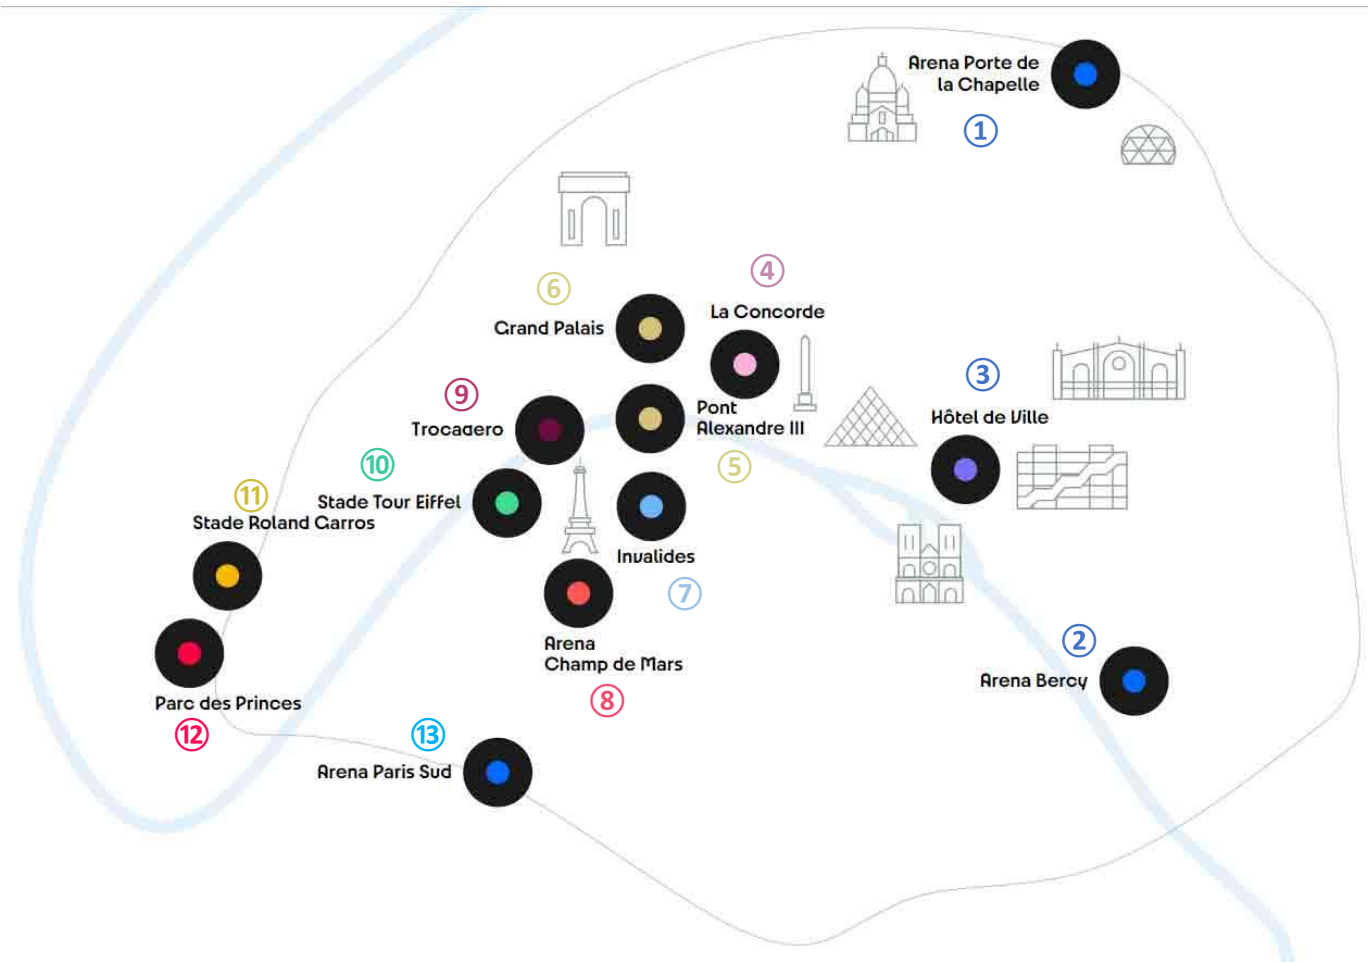 Arena Porte de
la Chapelle
①
④
⑥
La Concorde
Grand Palais
③
⑨
Pont
Alexandre III
Hôtel de Ville
Trocadero
⑩
⑤
⑪
Stade Tour Eiffel
Stade Roland Garros
Invalides
⑦
②
Arena
Champ de Mars
Arena Bercy
⑧
Parc des Princes
⑫
⑬
Arena Paris Sud